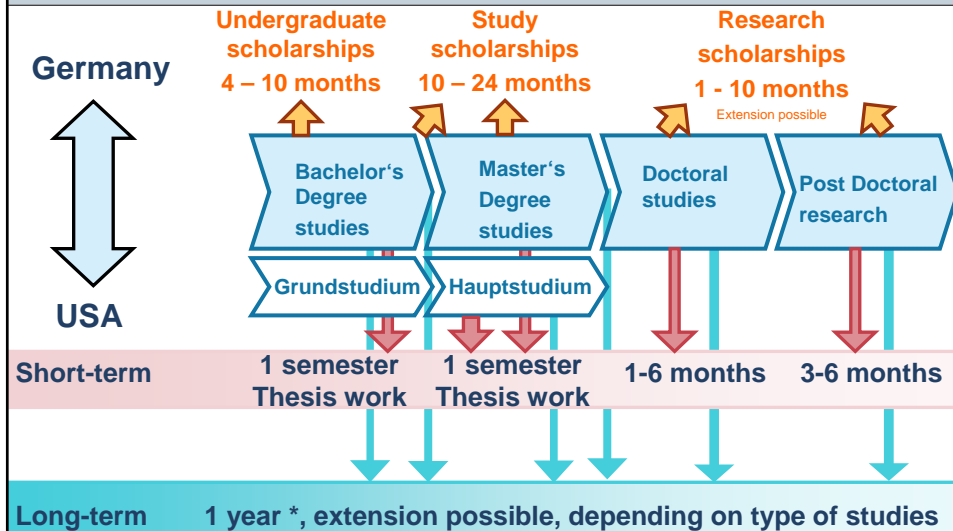 Undergraduate
scholarships
4 – 10 months
Study
scholarships
10 – 24 months
Research
scholarships
1 - 10 months
Extension possible
Germany
USA
Bachelor‘s
Degree
studies
Master‘s
Degree
studies
Doctoral
studies
Post Doctoral
research
Grundstudium
Hauptstudium
Short-term
1 semester
Thesis work
1 semester
Thesis work
1-6 months
3-6 months
Long-term
1 year *, extension possible, depending on type of studies